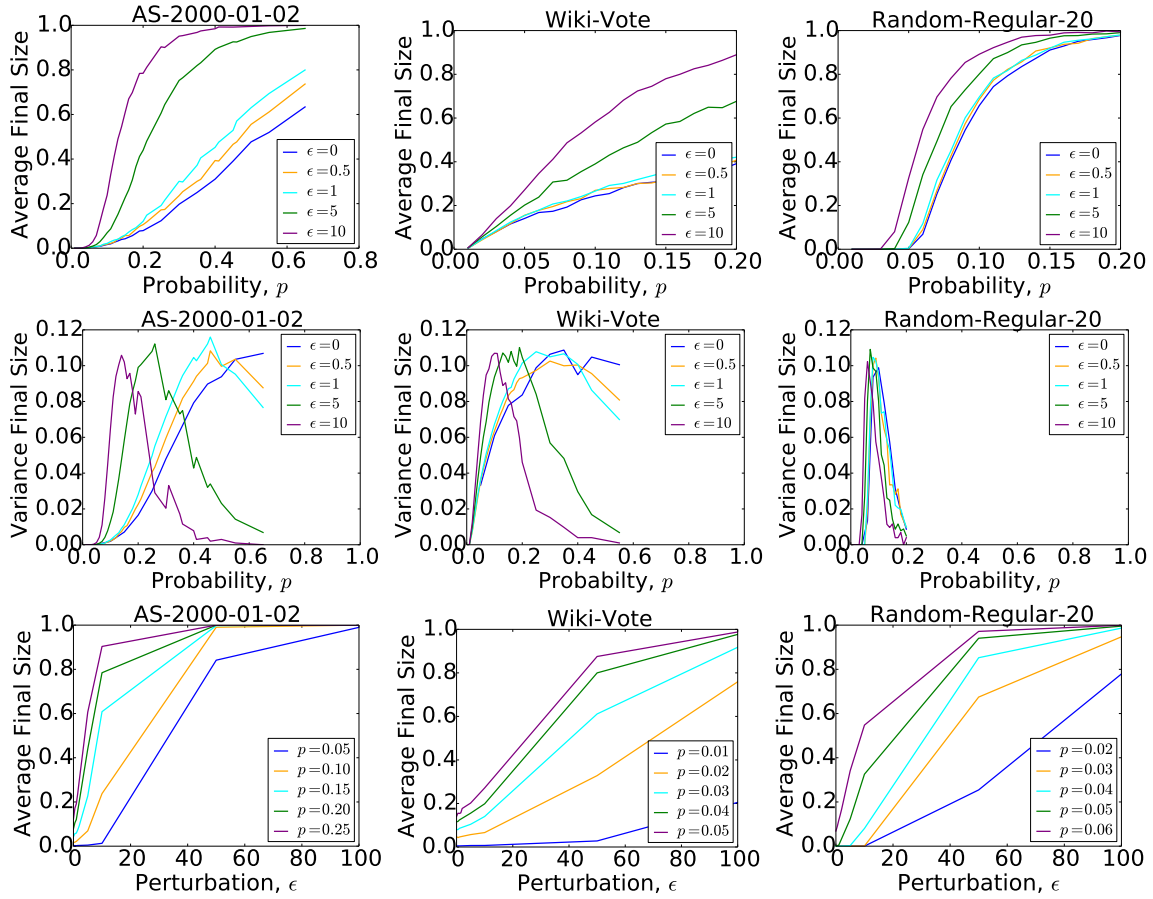 AS-2000-01-02
Average Final Size
1.0
0.8
0.6
0.4
0.2
0.0
0.0 0.2 0.4 0.6 0.8
Probability, p
ϵ=0
ϵ=0.5
ϵ=1
ϵ=5
ϵ=10
Wiki-Vote
Average Final Size
1.0
0.8
0.6
0.4
0.2
0.0
0.00 0.05 0.10 0.15 0.20
Probability, p
ϵ=0
ϵ=0.5
ϵ=1
ϵ=5
ϵ=10
Random-Regular-20
Average Final Size
1.0
0.8
0.6
0.4
0.2
0.0
0.00 0.05 0.10 0.15 0.20
Probability, p
ϵ=0
ϵ=0.5
ϵ=1
ϵ=5
ϵ=10
AS-2000-01-02
Variance Final Size
0.12
0.10
0.08
0.06
0.04
0.02
0.00
0.0 0.2 0.4 0.6 0.8 1.0
Probability, p
ϵ=0
ϵ=0.5
ϵ=1
ϵ=5
ϵ=10
Wiki-Vote
Variance Final Size
0.12
0.10
0.08
0.06
0.04
0.02
0.00
0.0 0.2 0.4 0.6 0.8 1.0
Probability, p
ϵ=0
ϵ=0.5
ϵ=1
ϵ=5
ϵ=10
Random-Regular-20
Variance Final Size
0.12
0.10
0.08
0.06
0.04
0.02
0.00
0.0 0.2 0.4 0.6 0.8 1.0
Probability, p
ϵ=0
ϵ=0.5
ϵ=1
ϵ=5
ϵ=10
AS-2000-01-02
Average Final Size
1.0
0.8
0.6
0.4
0.2
0.0
0 20 40 60 80 100
Perturbation, ϵ
p=0.05
p=0.10
p=0.15
p=0.20
p=0.25
Wiki-Vote
Average Final Size
1.0
0.8
0.6
0.4
0.2
0.0
0 20 40 60 80 100
Perturbation, ϵ
p=0.01
p=0.02
p=0.03
p=0.04
p=0.05
Random-Regular-20
Average Final Size
1.0
0.8
0.6
0.4
0.2
0.0
0 20 40 60 80 100
Perturbation, ϵ
p=0.02
p=0.03
p=0.04
p=0.05
p=0.06